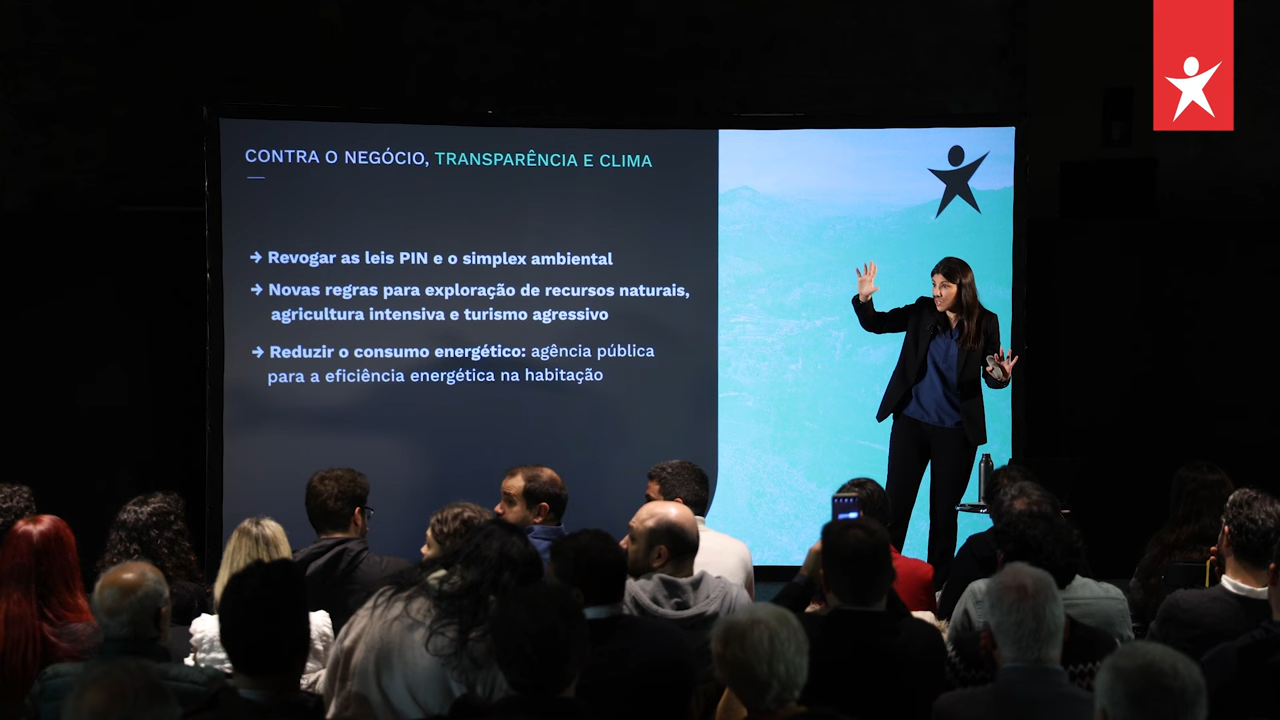 CONTRA O NEGÓCIO, TRANSPARÊNCIA E CLIMA
→ Revogar as leis PIN e o simplex ambiental
→ Novas regras para exploração de recursos naturais,
agricultura intensiva e turismo agressivo
→ Reduzir o consumo energético: agência pública
para a eficiência energética na habitação